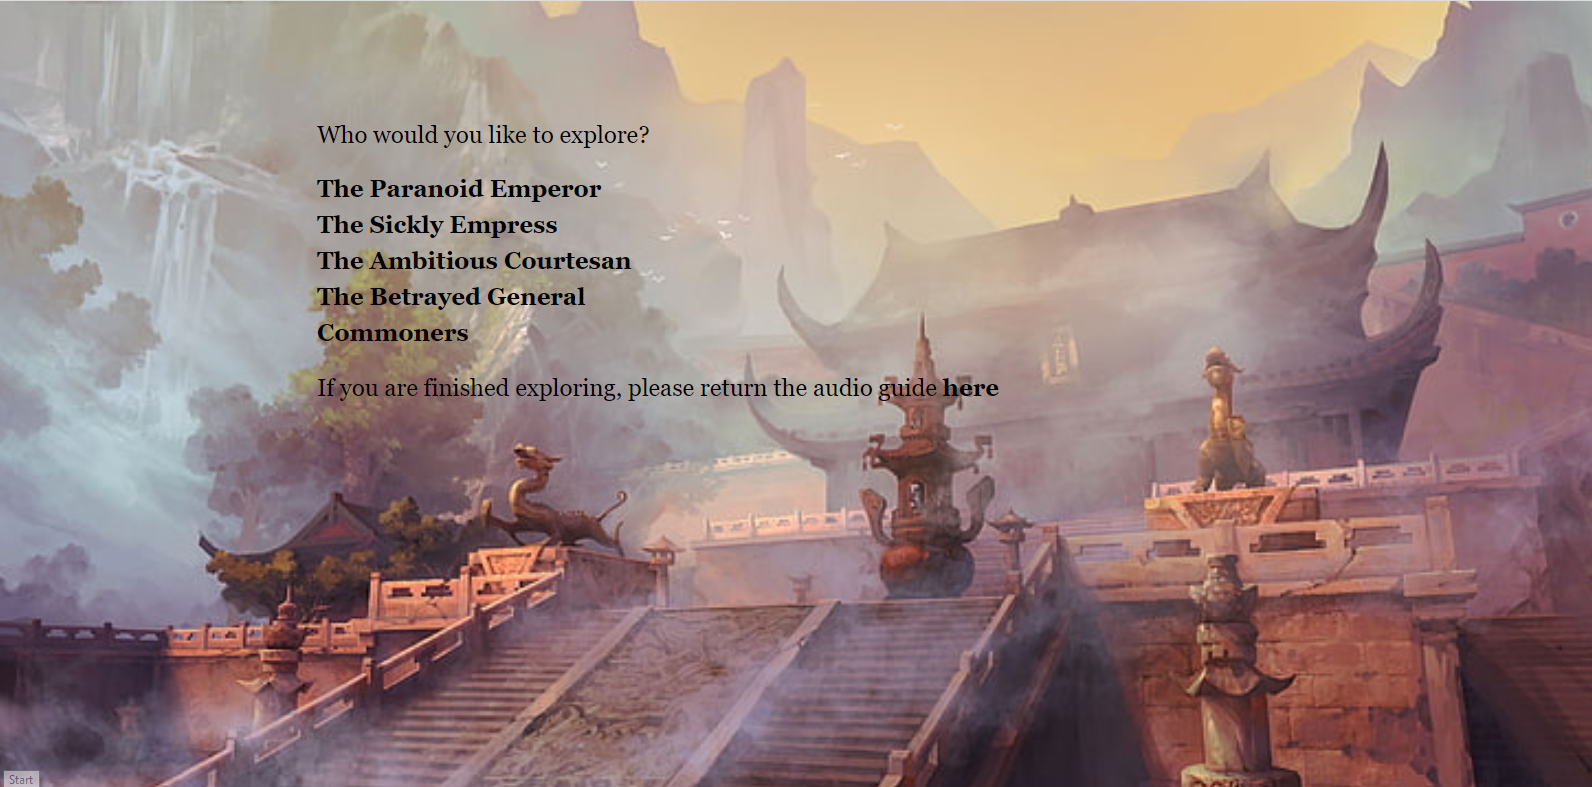 Who would you like to explore?
The Paranoid Emperor
The Sickly Empress
The Ambitious Courtesan
The Betrayed General
Commoners
If you are finished exploring, please return the audio guide here
Start